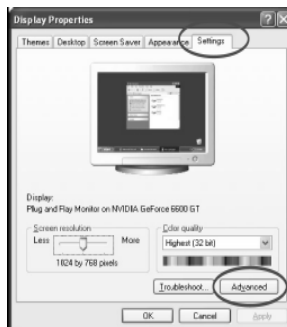 Display Properties
Themes Desktop Screen Saver Appearance Settings
Display:
Plug and Play Monitor on NVIDIA GeForce 6600 GT
Screen resolution
Less More
1024 by 768 pixels
Color quality
Highest (32 bit)
Troubleshoot... Advanced
OK Cancel Apply